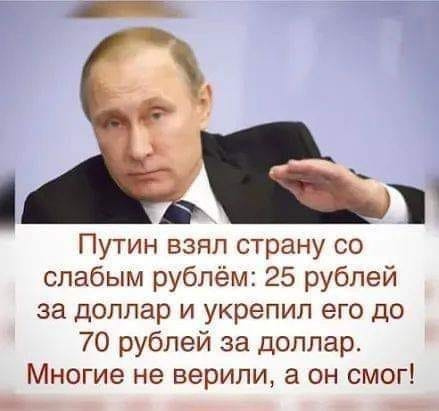 Путин взял страну со
слабым рублём: 25 рублей
за доллар и укрепил его до
70 рублей за доллар.
Многие не верили, а он смог!